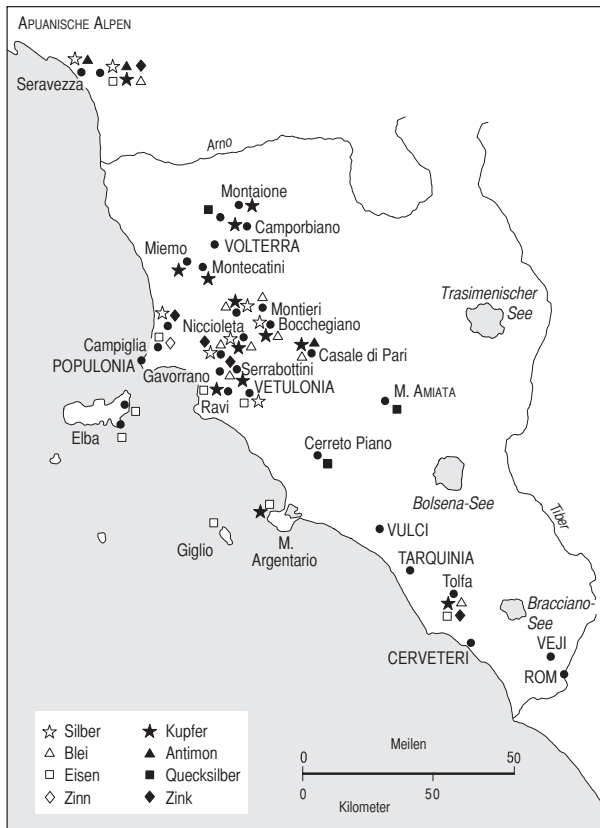 APUANISCHE ALPEN
Seravezza
Arno
Montaione
Camporbiano
VOLTERRA
Miemo
Montecatini
Trasimenischer
See
Montieri
Niccioleta
Bocchegiano
Campiglia
Casale di Pari
POPULONIA
Serrabottini
Gavorrano
VETULONIA
M. AMIATA
Ravi
Elba
Cerreto Piano
Bolsena-See
Tiber
Giglio
M.
Argentario
VULCI
TARQUINIA
Tolfa
Bracciano-
See
VEJI
CERVETERI
ROM
Silber
Kupfer
Blei
Antimon
Eisen
Quecksilber
Zinn
Zink
Meilen
0 50
0 50
Kilometer